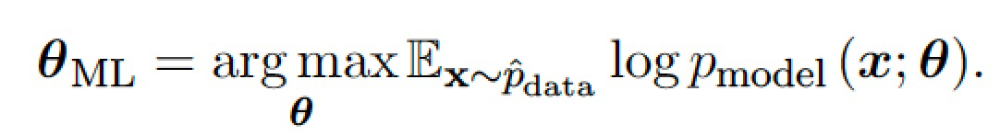 θ_ML = arg max_θ 𝔼_{x∼p̂_data} log p_model (x; θ).